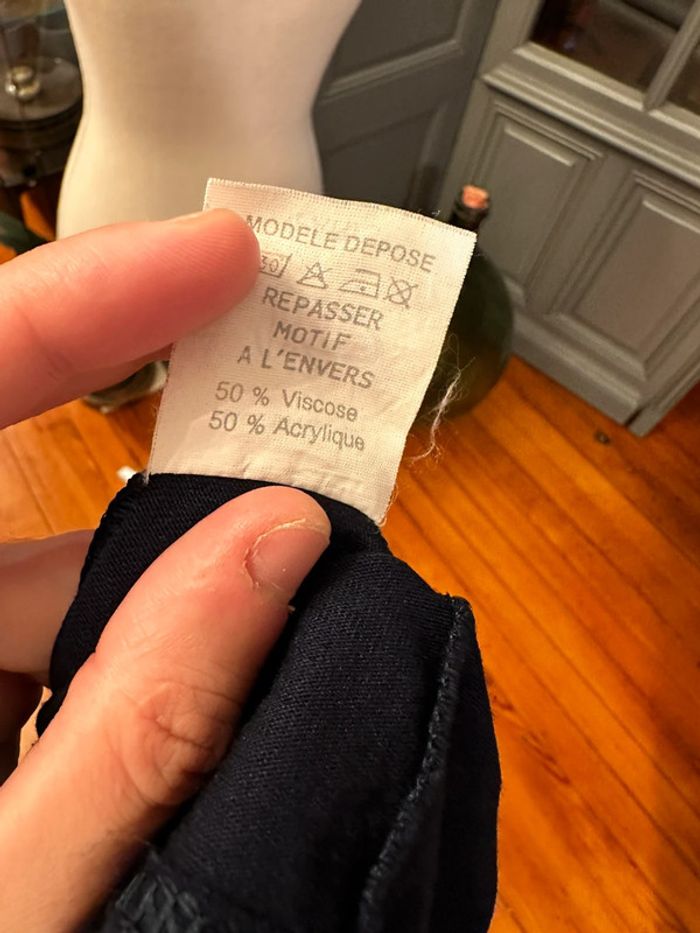 MODELE DEPOSE
30
REPASSER
MOTIF
A L'ENVERS
50 % Viscose
50 % Acrylique